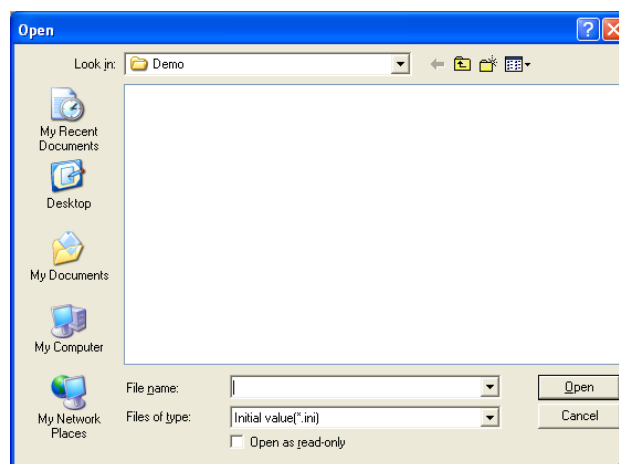 Open
Look in:
Demo
My Recent
Documents
Desktop
My Documents
My Computer
My Network
Places
File name:
Open
Files of type:
Initial value(*.ini)
Cancel
Open as read-only